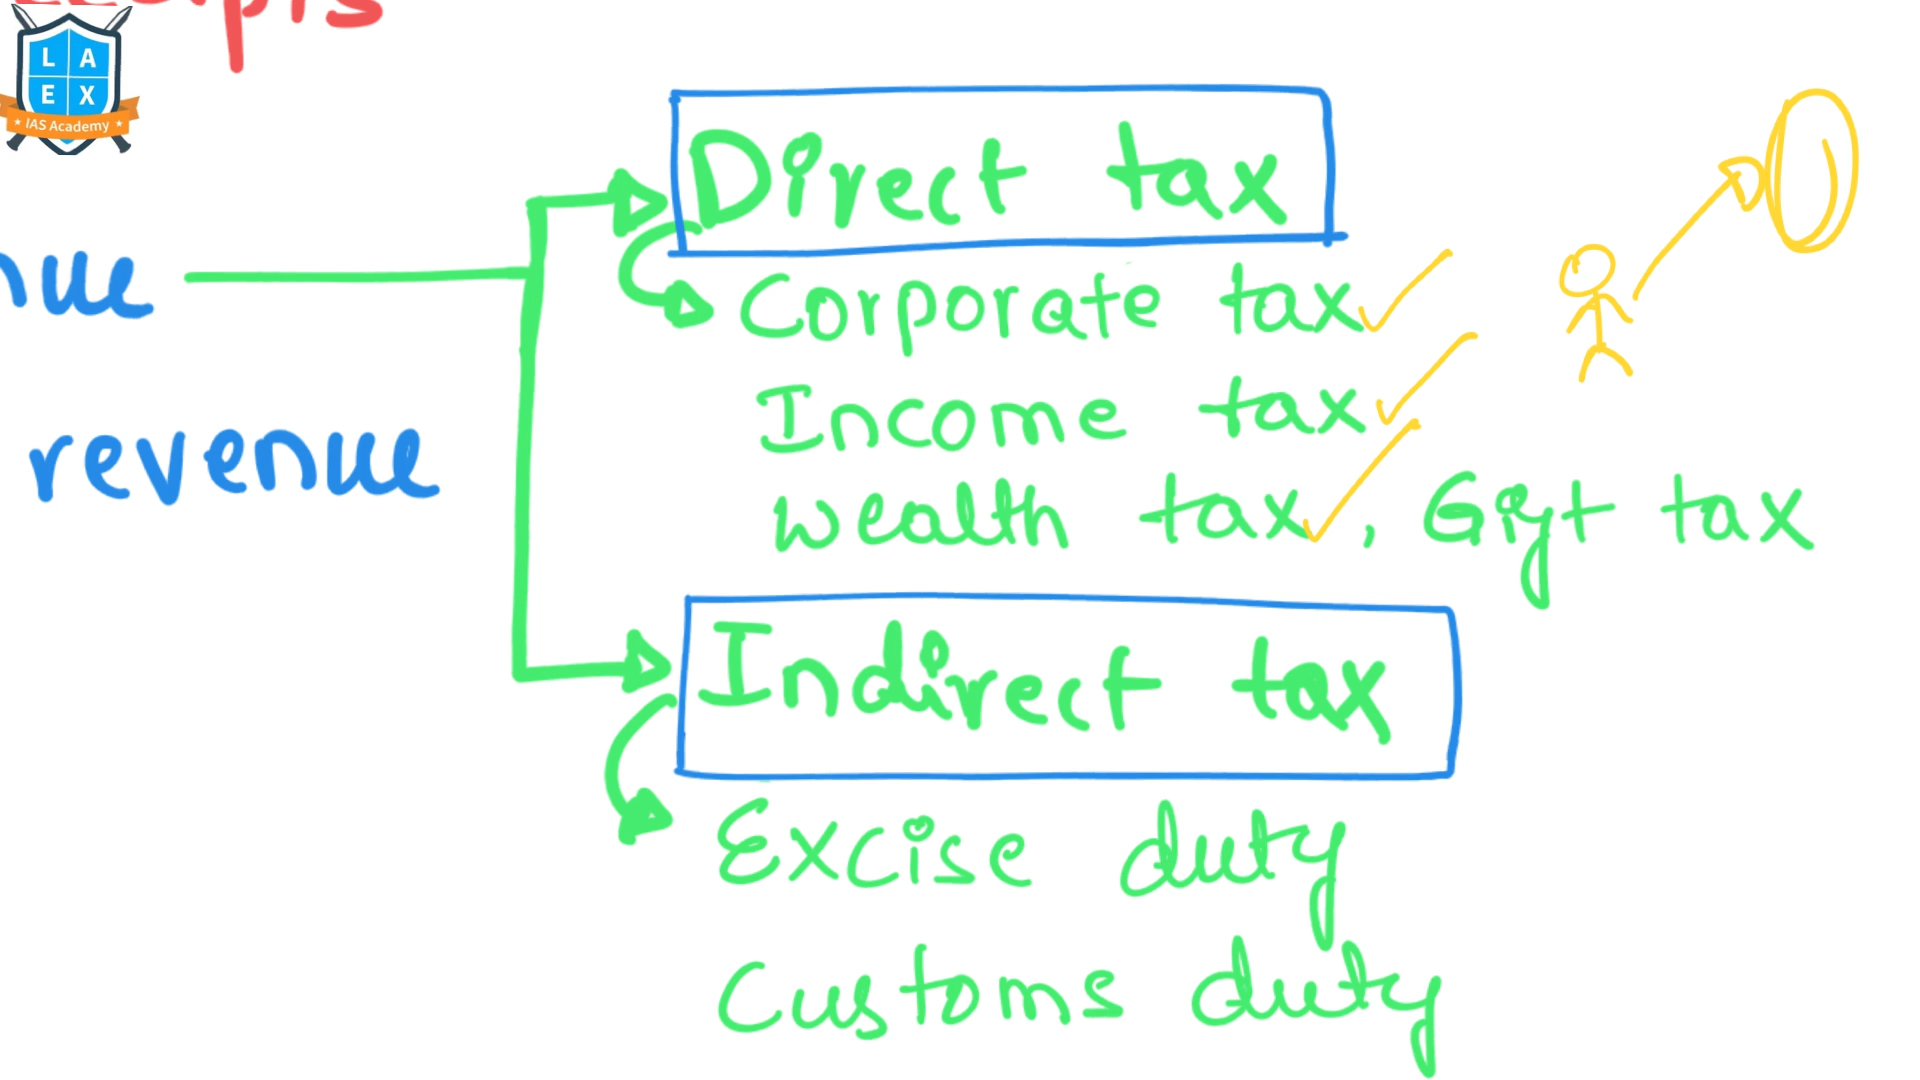 L A
E X
IAS Academy
Direct tax
Corporate tax
Income tax
revenue
Wealth tax, Gift tax
Indirect tax
Excise duty
Customs duty